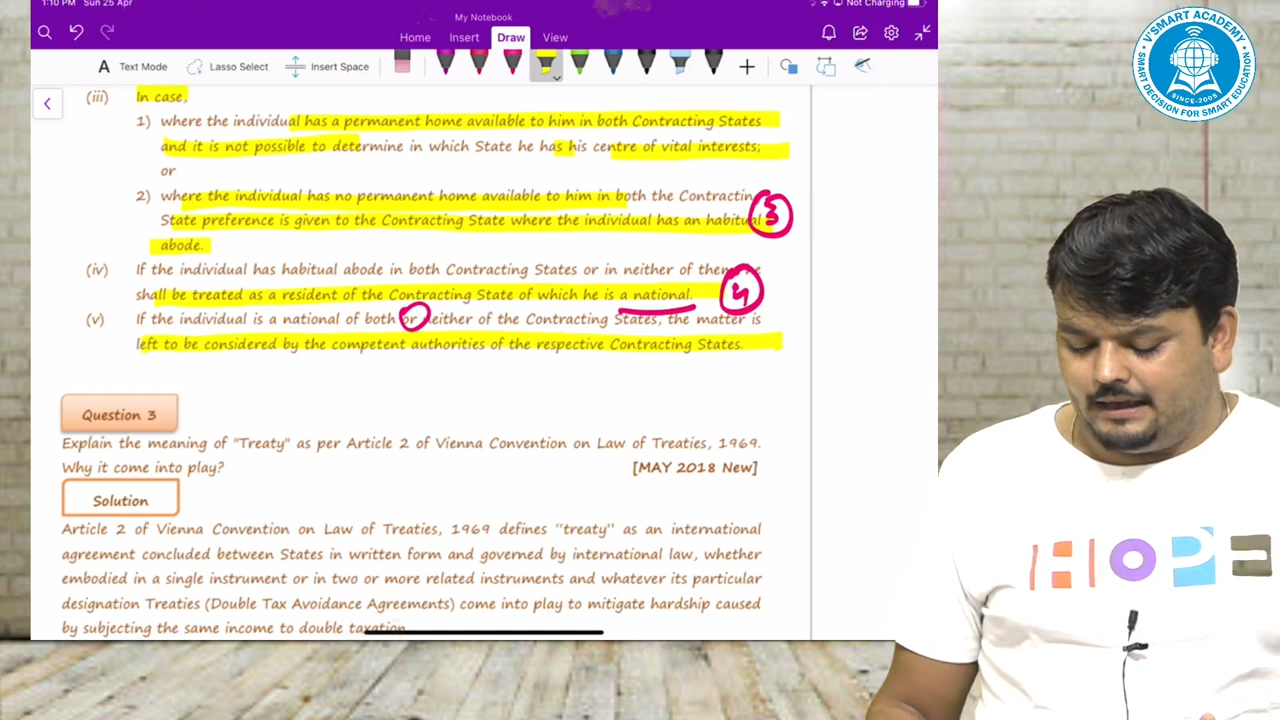 1:10 PM Sun 25 Apr
Not Charging
My Notebook
Home Insert Draw View
A Text Mode Lasso Select Insert Space
(iii) In case,
1) where the individual has a permanent home available to him in both Contracting States
and it is not possible to determine in which State he has his centre of vital interests;
or
2) where the individual has no permanent home available to him in both the Contracting
State preference is given to the Contracting State where the individual has an habitual
abode.
3
(iv) If the individual has habitual abode in both Contracting States or in neither of them, he
shall be treated as a resident of the Contracting State of which he is a national.
4
(v) If the individual is a national of both or neither of the Contracting States, the matter is
left to be considered by the competent authorities of the respective Contracting States.
Question 3
Explain the meaning of "Treaty" as per Article 2 of Vienna Convention on Law of Treaties, 1969.
Why it come into play? [MAY 2018 New]
Solution
Article 2 of Vienna Convention on Law of Treaties, 1969 defines "treaty" as an international
agreement concluded between States in written form and governed by international law, whether
embodied in a single instrument or in two or more related instruments and whatever its particular
designation Treaties (Double Tax Avoidance Agreements) come into play to mitigate hardship caused
by subjecting the same income to double taxation
V'SMART ACADEMY
SINCE-2005
SMART DECISION FOR SMART EDUCATION
HOPE